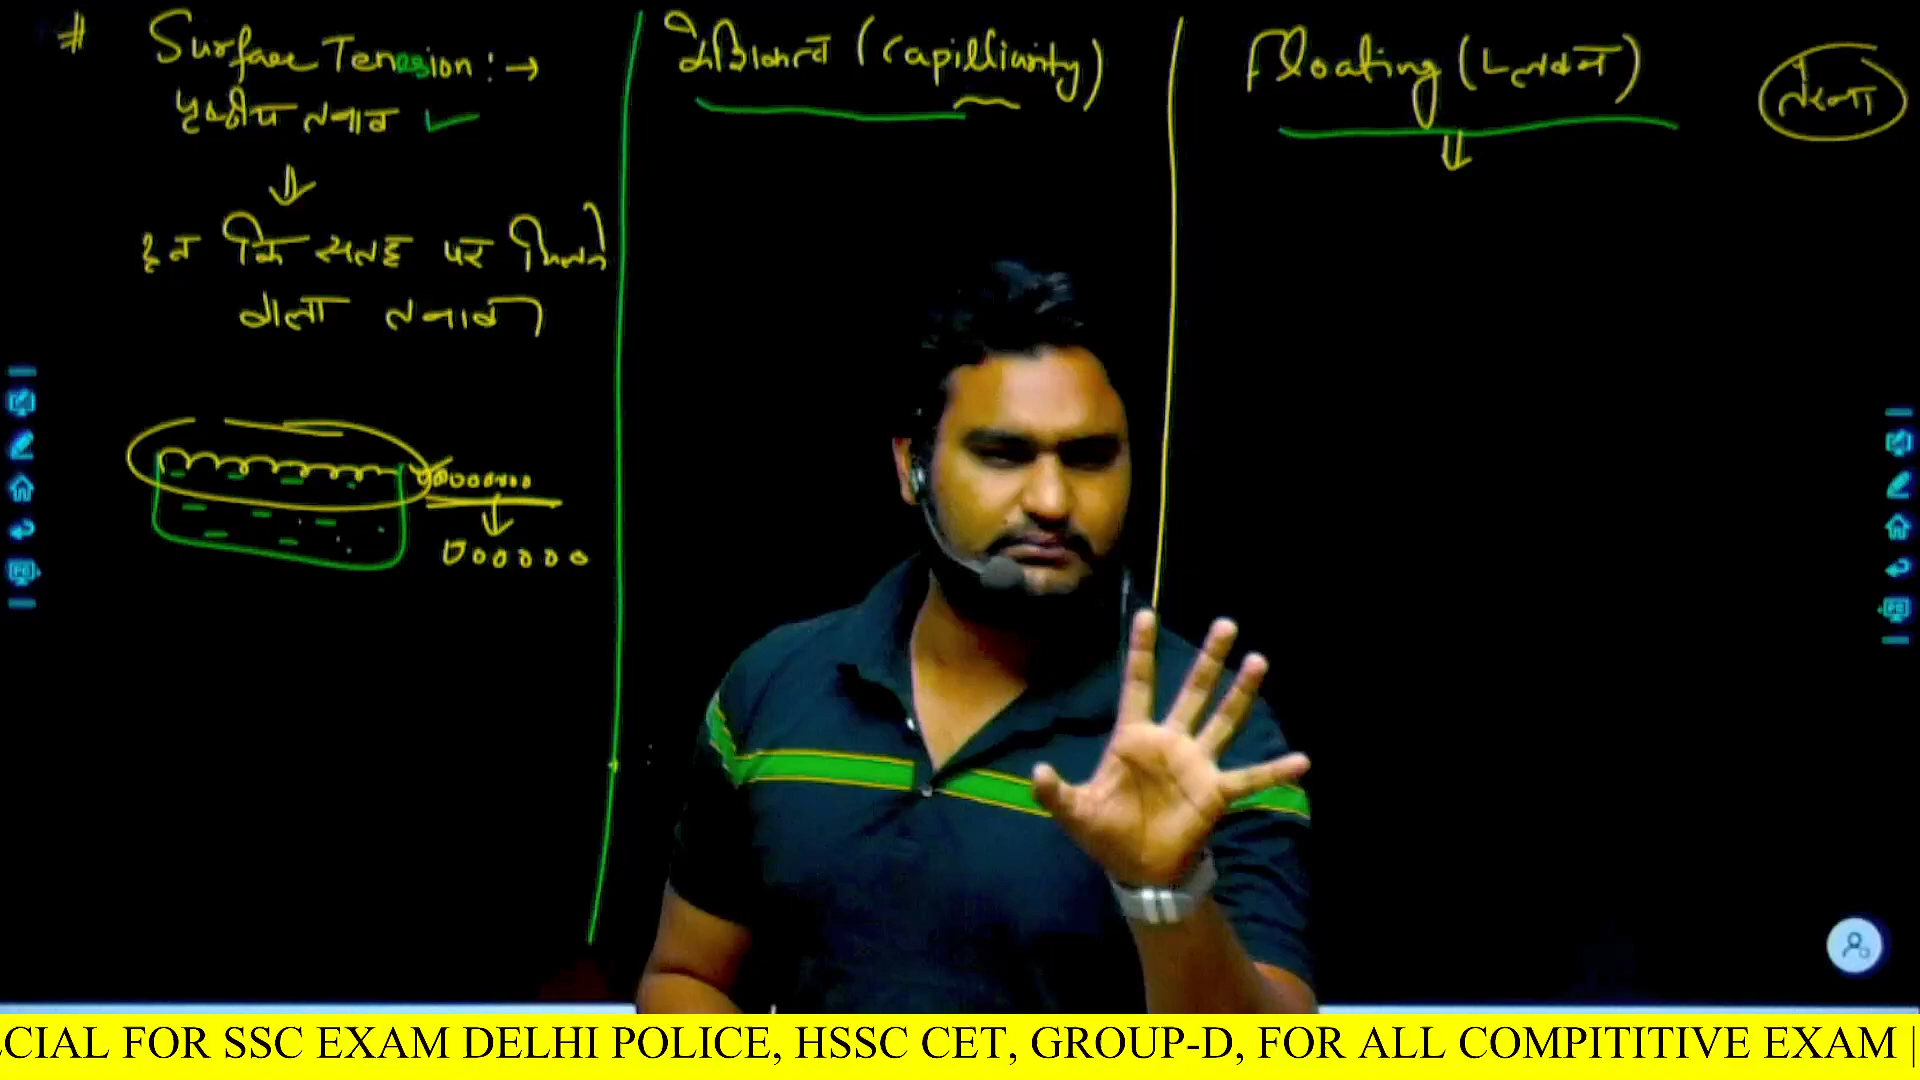 # Surface Tension : →
पृष्ठीय तनाव ✓
द्रव कि सतह पर मिलने
वाला तनाव
केशिकत्व (Capilliarity)
Floating (प्लवन)
तैरना
CIAL FOR SSC EXAM DELHI POLICE, HSSC CET, GROUP-D, FOR ALL COMPITITIVE EXAM |